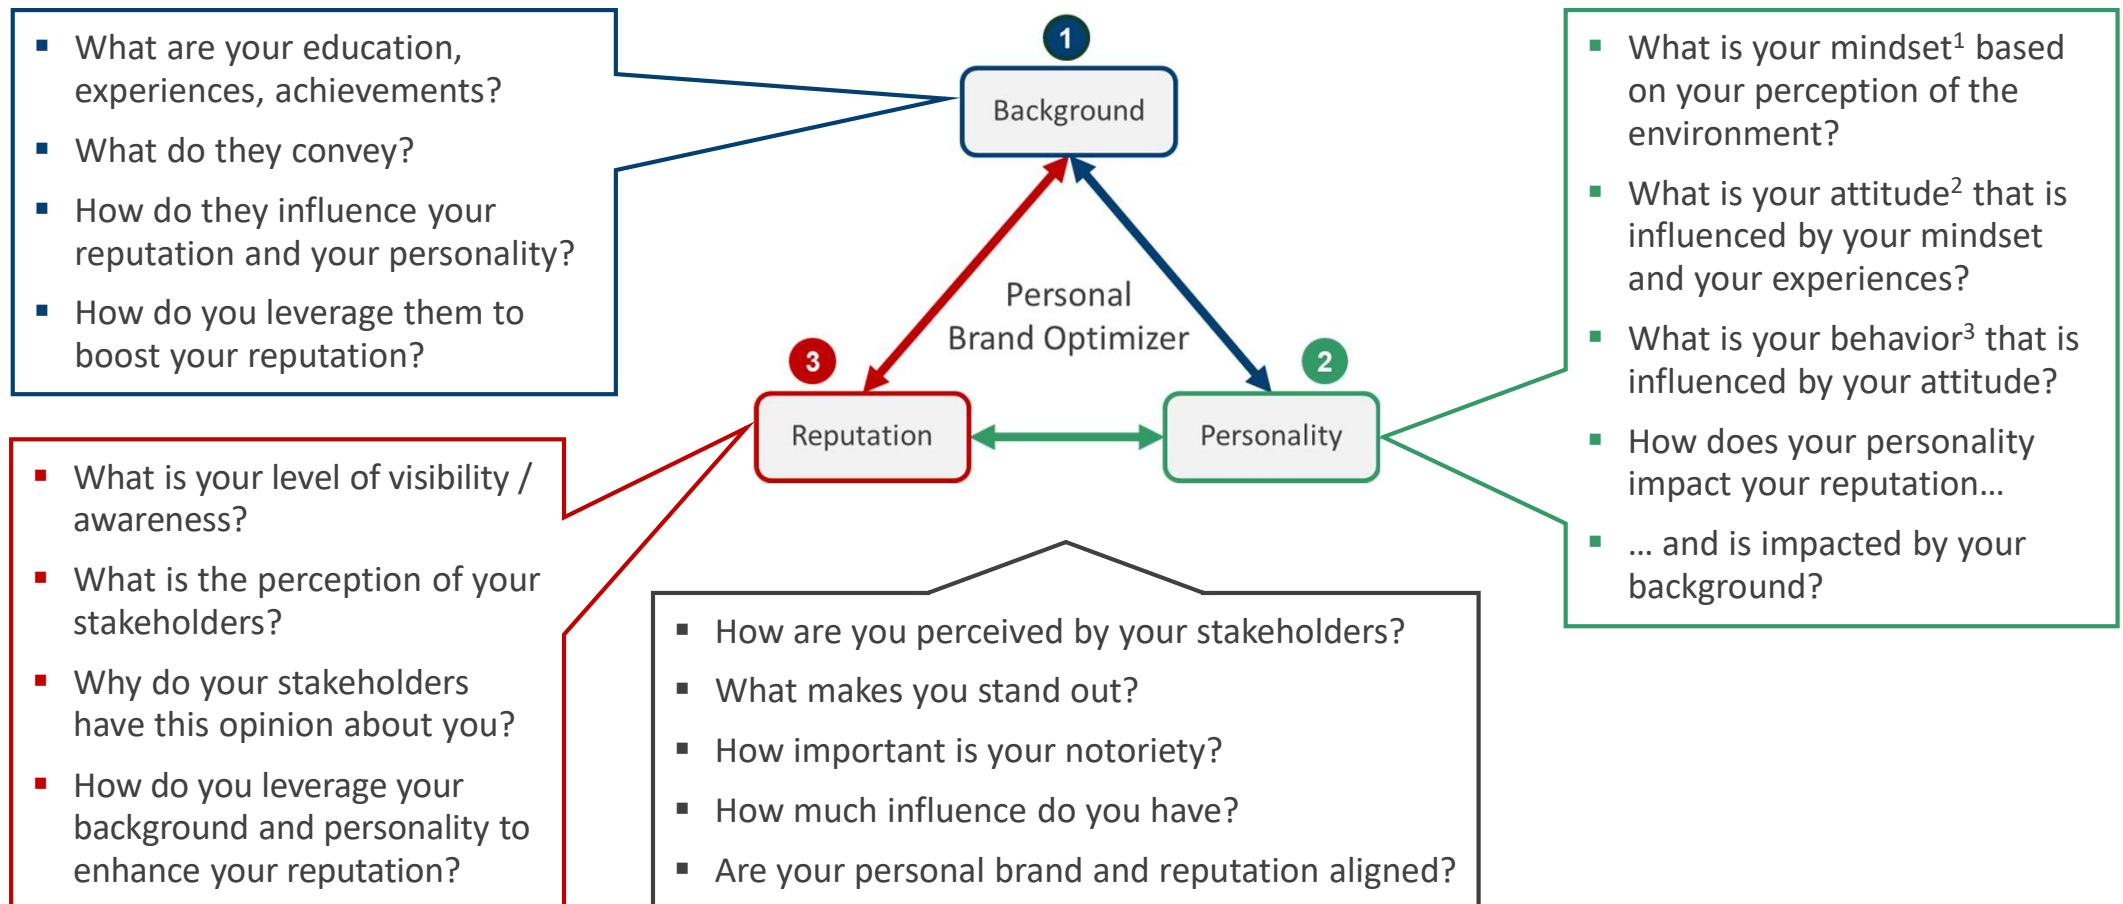 ▪ What are your education,
experiences, achievements?
▪ What do they convey?
▪ How do they influence your
reputation and your personality?
▪ How do you leverage them to
boost your reputation?
1
Background
Personal
Brand Optimizer
3
Reputation
2
Personality
▪ What is your mindset¹ based
on your perception of the
environment?
▪ What is your attitude² that is
influenced by your mindset
and your experiences?
▪ What is your behavior³ that is
influenced by your attitude?
▪ How does your personality
impact your reputation…
▪ … and is impacted by your
background?
▪ What is your level of visibility /
awareness?
▪ What is the perception of your
stakeholders?
▪ Why do your stakeholders
have this opinion about you?
▪ How do you leverage your
background and personality to
enhance your reputation?
▪ How are you perceived by your stakeholders?
▪ What makes you stand out?
▪ How important is your notoriety?
▪ How much influence do you have?
▪ Are your personal brand and reputation aligned?